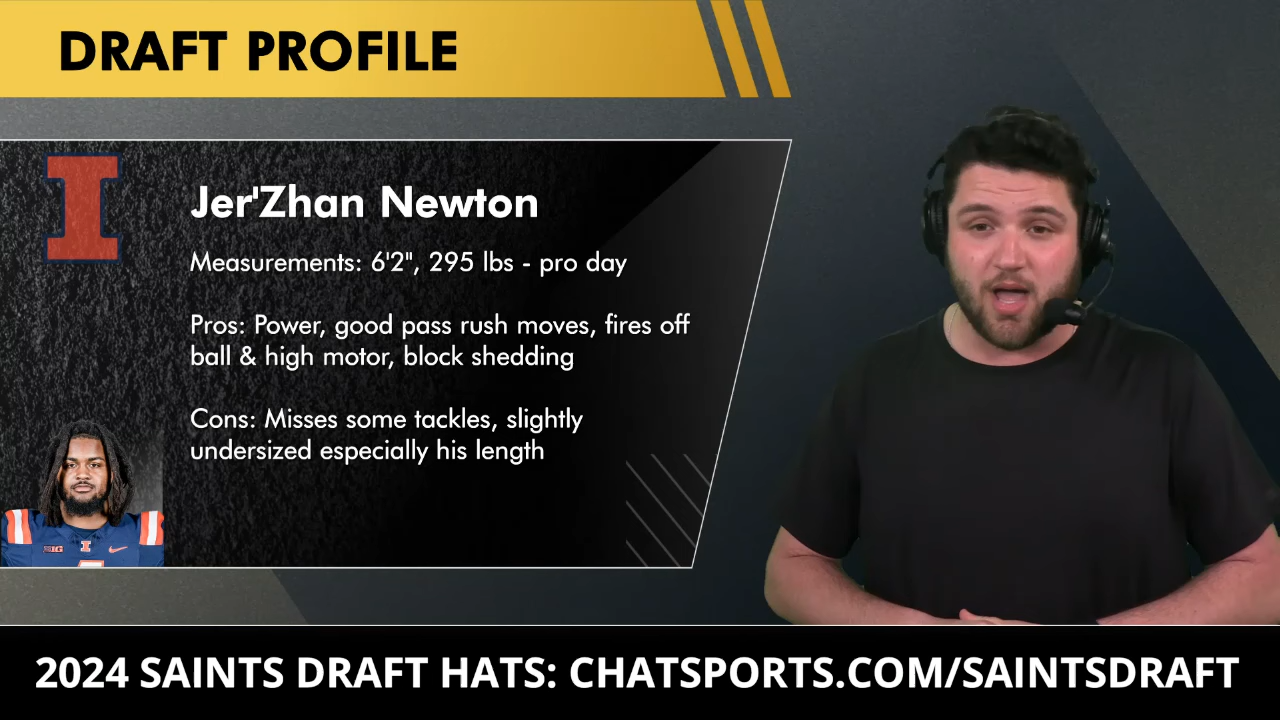 DRAFT PROFILE
I
Jer'Zhan Newton
Measurements: 6'2", 295 lbs - pro day
Pros: Power, good pass rush moves, fires off
ball & high motor, block shedding
Cons: Misses some tackles, slightly
undersized especially his length
2024 SAINTS DRAFT HATS: CHATSPORTS.COM/SAINTSDRAFT